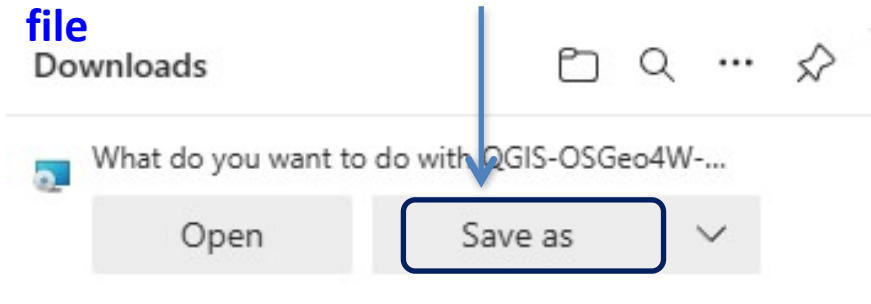 file
Downloads
What do you want to do with QGIS-OSGeo4W-...
Open Save as